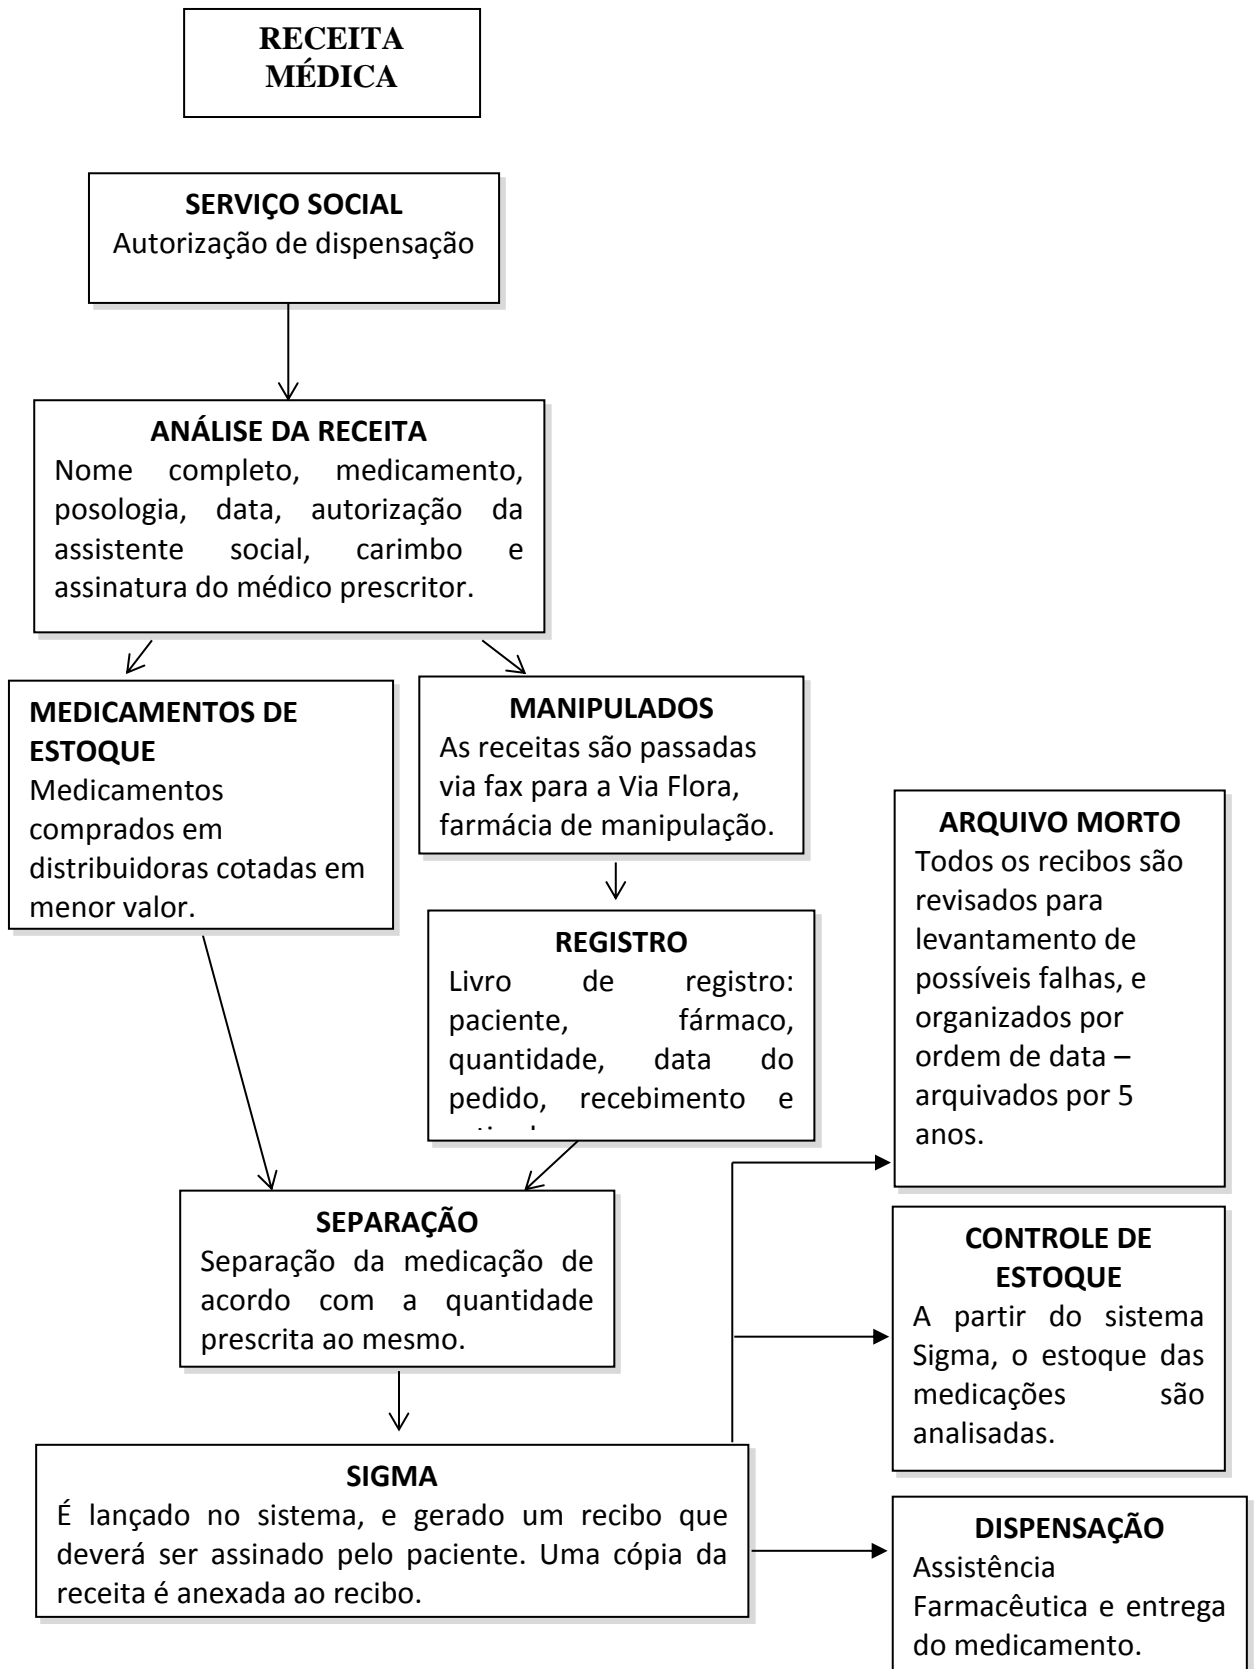 RECEITA
MÉDICA
SERVIÇO SOCIAL
Autorização de dispensação
ANÁLISE DA RECEITA
Nome completo, medicamento,
posologia, data, autorização da
assistente social, carimbo e
assinatura do médico prescritor.
MEDICAMENTOS DE
ESTOQUE
Medicamentos
comprados em
distribuidoras cotadas em
menor valor.
MANIPULADOS
As receitas são passadas
via fax para a Via Flora,
farmácia de manipulação.
REGISTRO
Livro de registro:
paciente, fármaco,
quantidade, data do
pedido, recebimento e
SEPARAÇÃO
Separação da medicação de
acordo com a quantidade
prescrita ao mesmo.
SIGMA
É lançado no sistema, e gerado um recibo que
deverá ser assinado pelo paciente. Uma cópia da
receita é anexada ao recibo.
ARQUIVO MORTO
Todos os recibos são
revisados para
levantamento de
possíveis falhas, e
organizados por
ordem de data –
arquivados por 5
anos.
CONTROLE DE
ESTOQUE
A partir do sistema
Sigma, o estoque das
medicações são
analisadas.
DISPENSAÇÃO
Assistência
Farmacêutica e entrega
do medicamento.